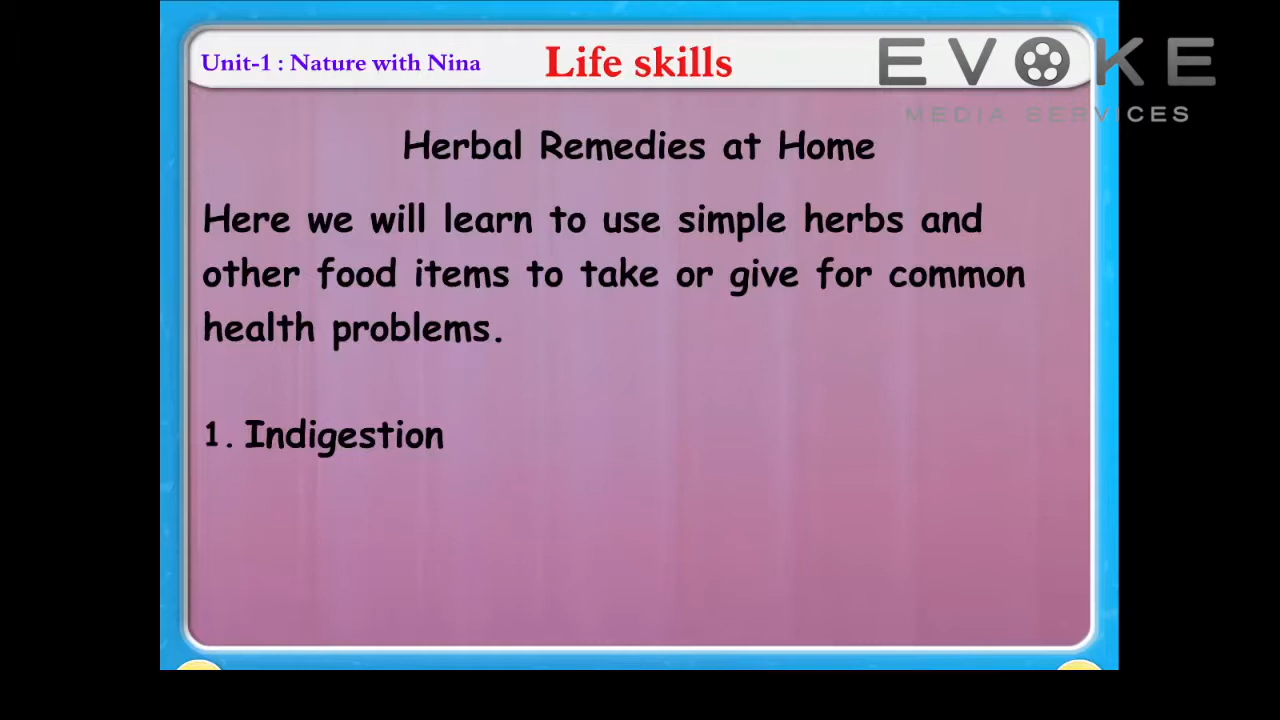 Unit-1 : Nature with Nina
Life skills
EVOKE
MEDIA SERVICES
Herbal Remedies at Home
Here we will learn to use simple herbs and
other food items to take or give for common
health problems.
1. Indigestion